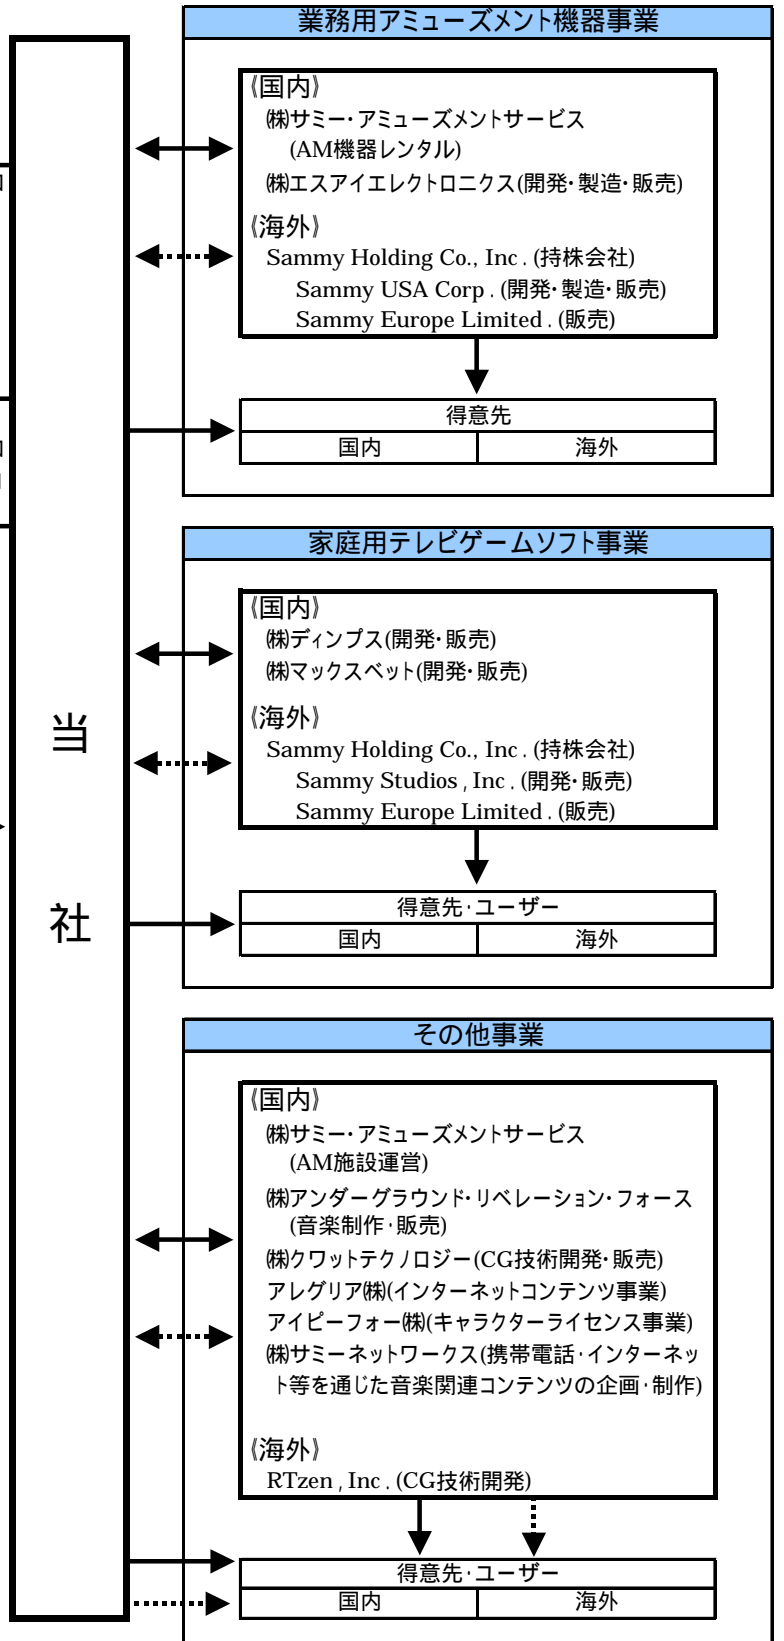 当
社
業務用アミューズメント機器事業
《国内》
㈱サミー・アミューズメントサービス
(AM機器レンタル)
㈱エスアイエレクトロニクス(開発・製造・販売)
《海外》
Sammy Holding Co., Inc . (持株会社)
Sammy USA Corp . (開発・製造・販売)
Sammy Europe Limited . (販売)
得意先
国内 海外
家庭用テレビゲームソフト事業
《国内》
㈱ディンプス(開発・販売)
㈱マックスベット(開発・販売)
《海外》
Sammy Holding Co., Inc . (持株会社)
Sammy Studios , Inc . (開発・販売)
Sammy Europe Limited . (販売)
得意先・ユーザー
国内 海外
その他事業
《国内》
㈱サミー・アミューズメントサービス
(AM施設運営)
㈱アンダーグラウンド・リベレーション・フォース
(音楽制作・販売)
㈱クワットテクノロジー(CG技術開発・販売)
アレグリア㈱(インターネットコンテンツ事業)
アイピーフォー㈱(キャラクターライセンス事業)
㈱サミーネットワークス(携帯電話・インターネッ
ト等を通じた音楽関連コンテンツの企画・制作)
《海外》
RTzen , Inc . (CG技術開発)
得意先・ユーザー
国内 海外